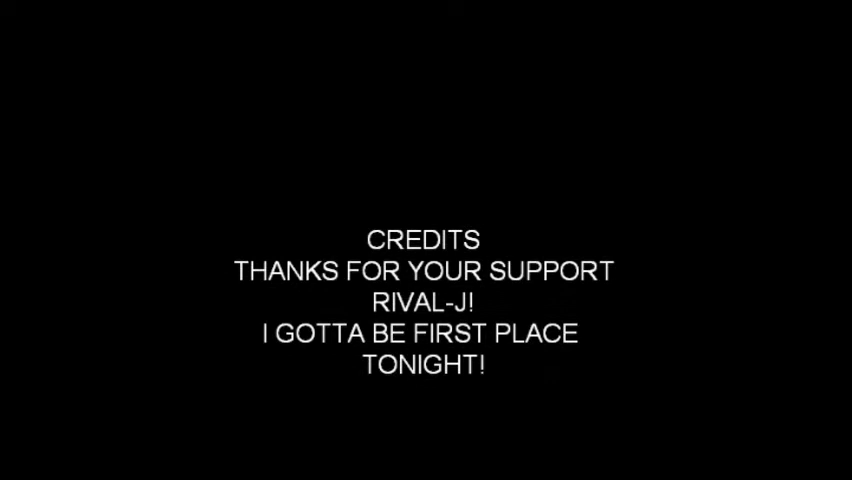 CREDITS
THANKS FOR YOUR SUPPORT
RIVAL-J!
I GOTTA BE FIRST PLACE
TONIGHT!